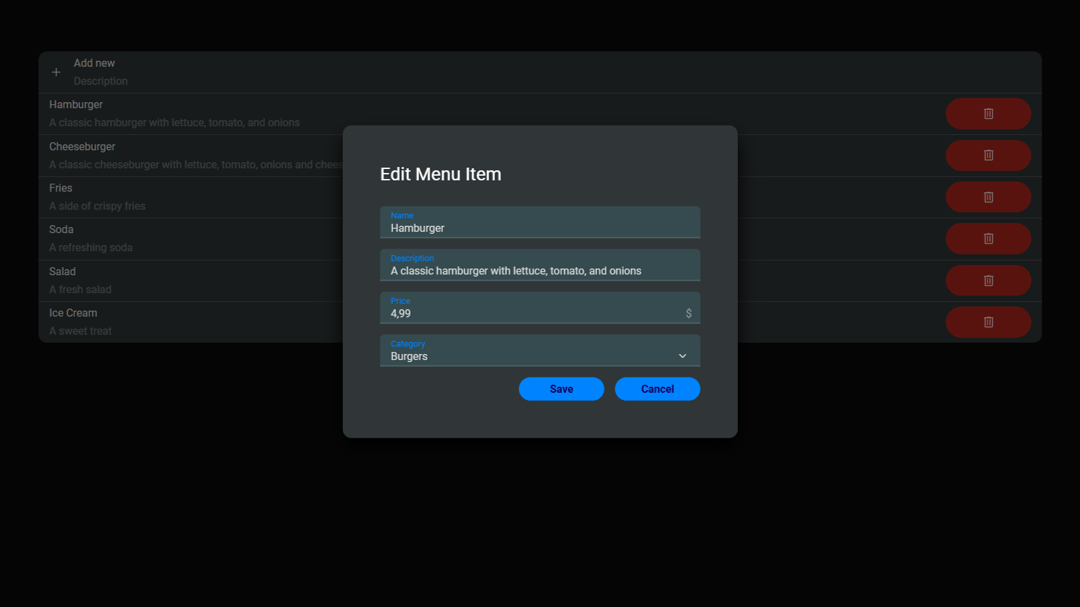 Add new
Description
Hamburger
A classic hamburger with lettuce, tomato, and onions
Cheeseburger
A classic cheeseburger with lettuce, tomato, onions and
Fries
A side of crispy fries
Soda
A refreshing soda
Salad
A fresh salad
Ice Cream
A sweet treat
Edit Menu Item
Name
Hamburger
Description
A classic hamburger with lettuce, tomato, and onions
Price
4,99
$
Category
Burgers
Save
Cancel